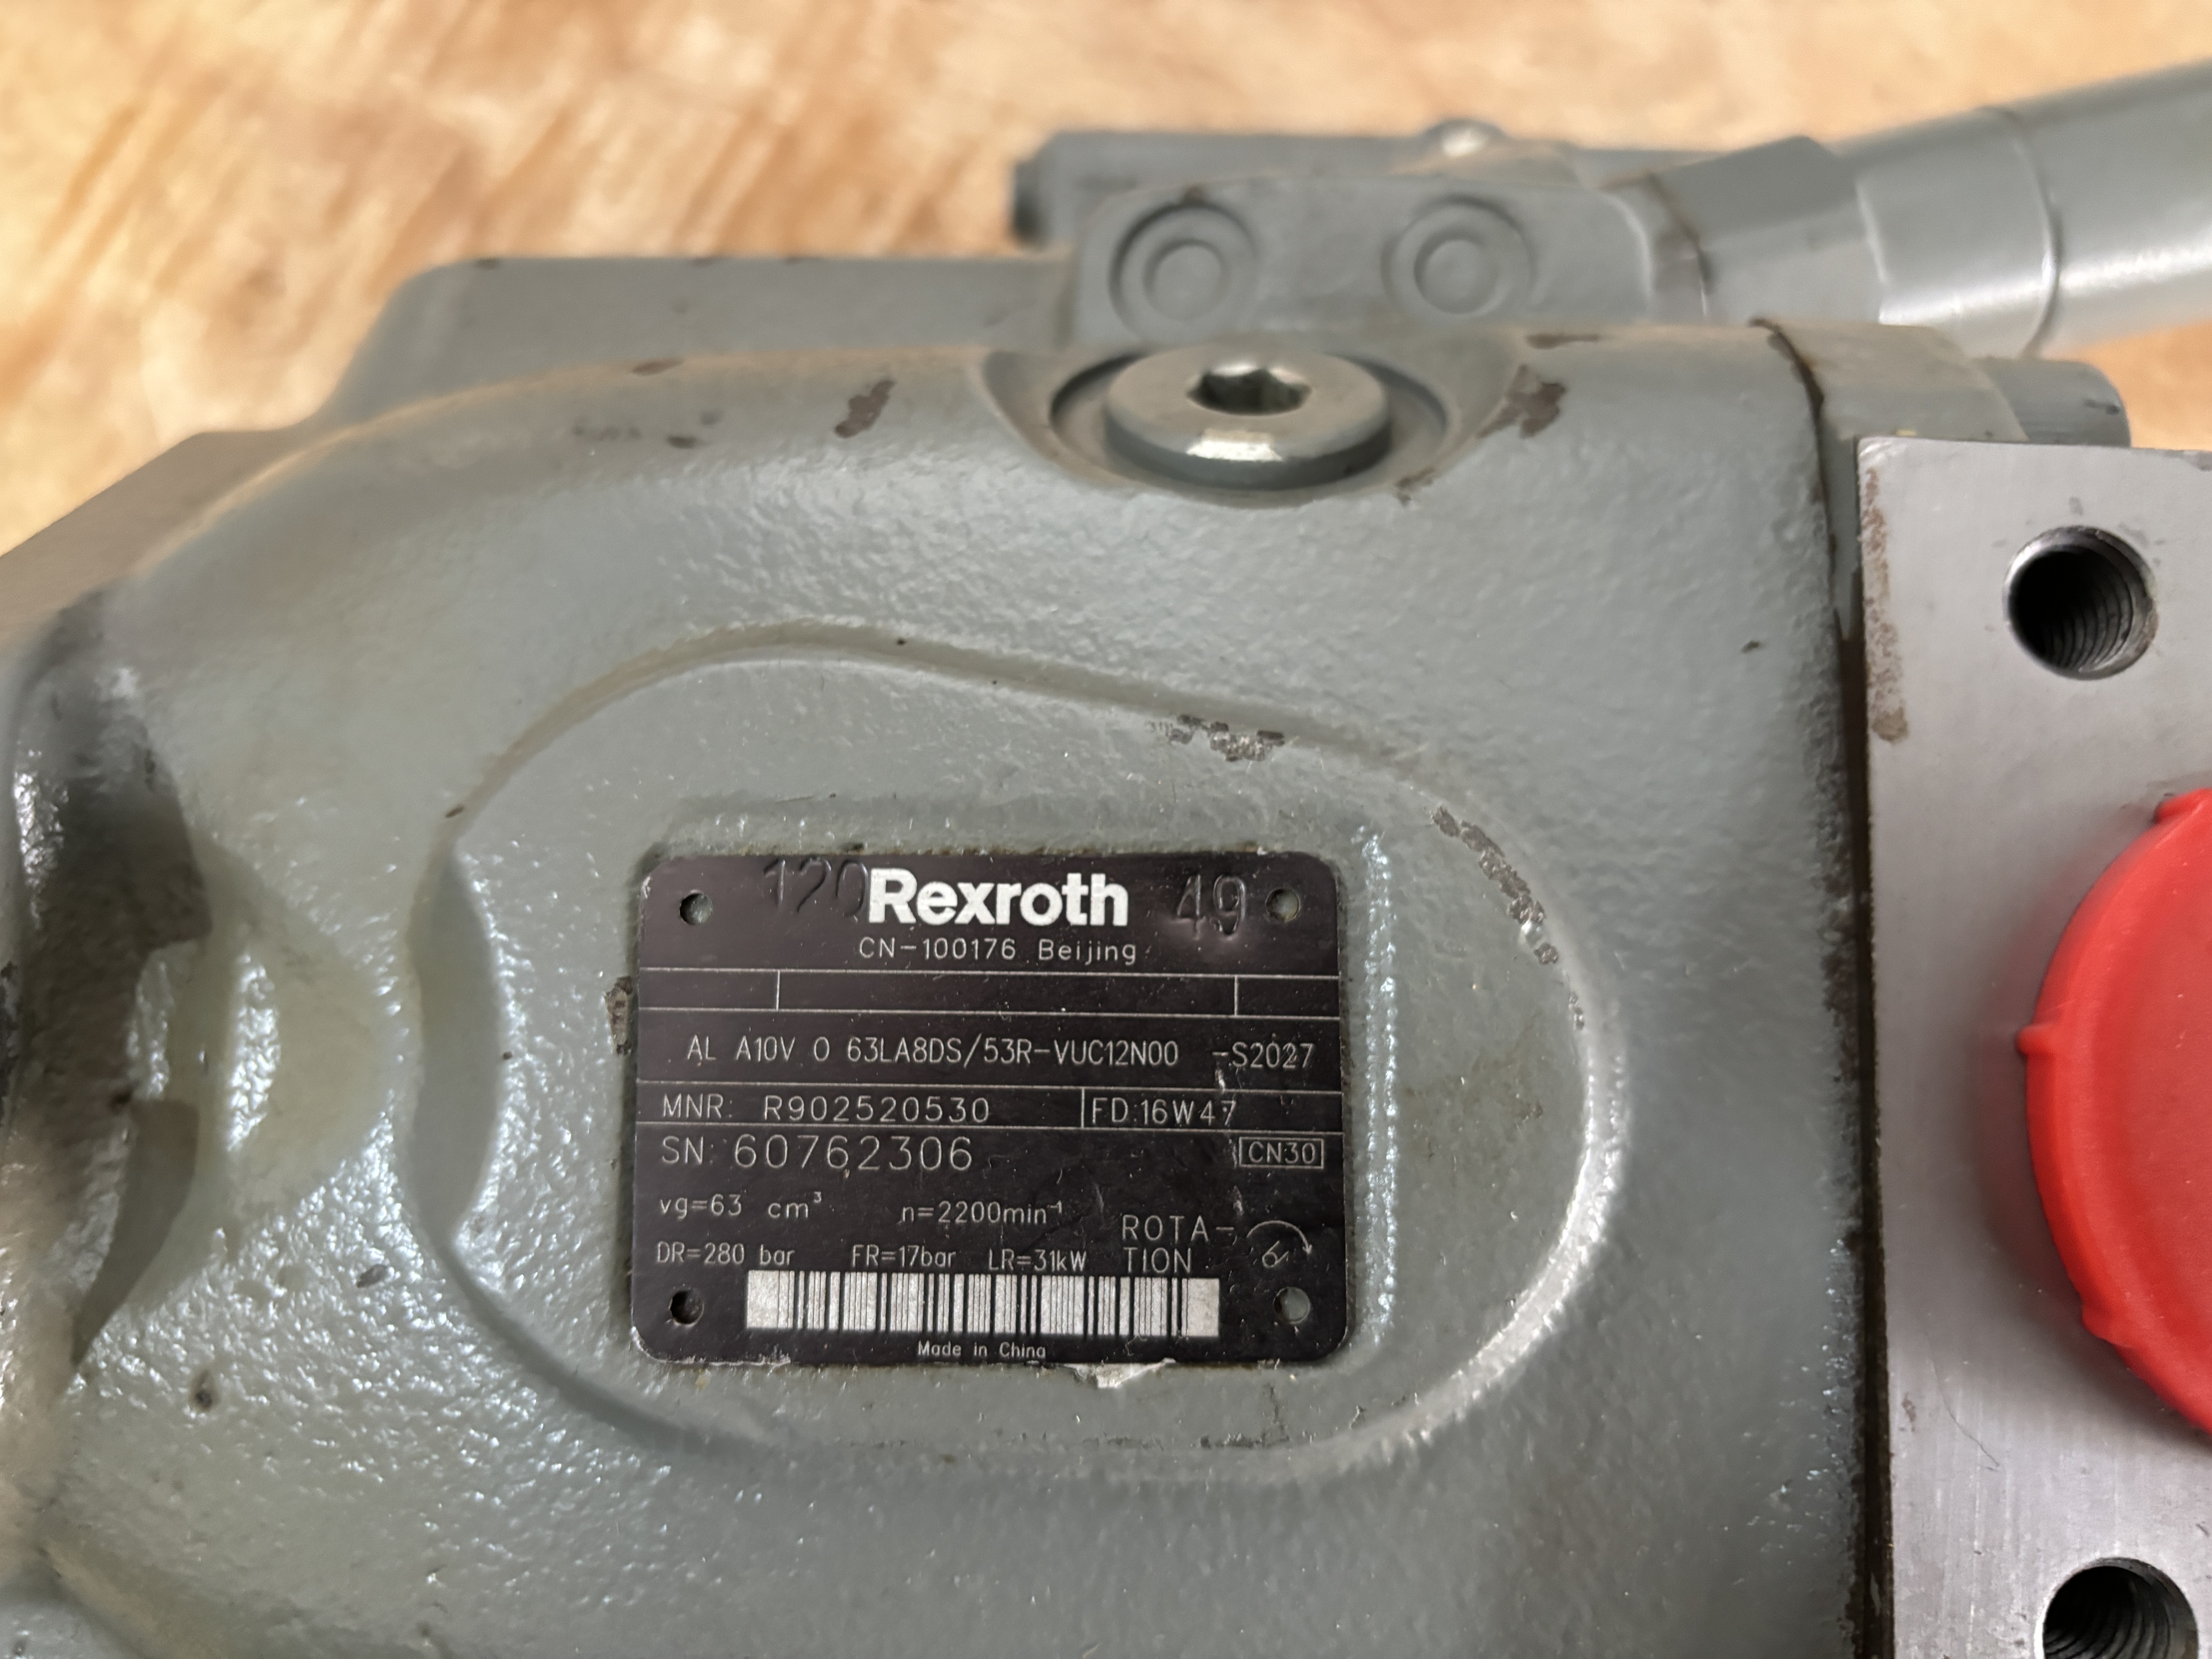 120 Rexroth 49
CN-100176 Beijing
AL A10V O 63LA8DS/53R-VUC12N00 -S2027
MNR: R902520530 FD:16W47
SN: 60762306 CN30
vg=63 cm³ n=2200min⁻¹
ROTA-
TION
DR=280 bar FR=17bar LR=31kW
Made in China